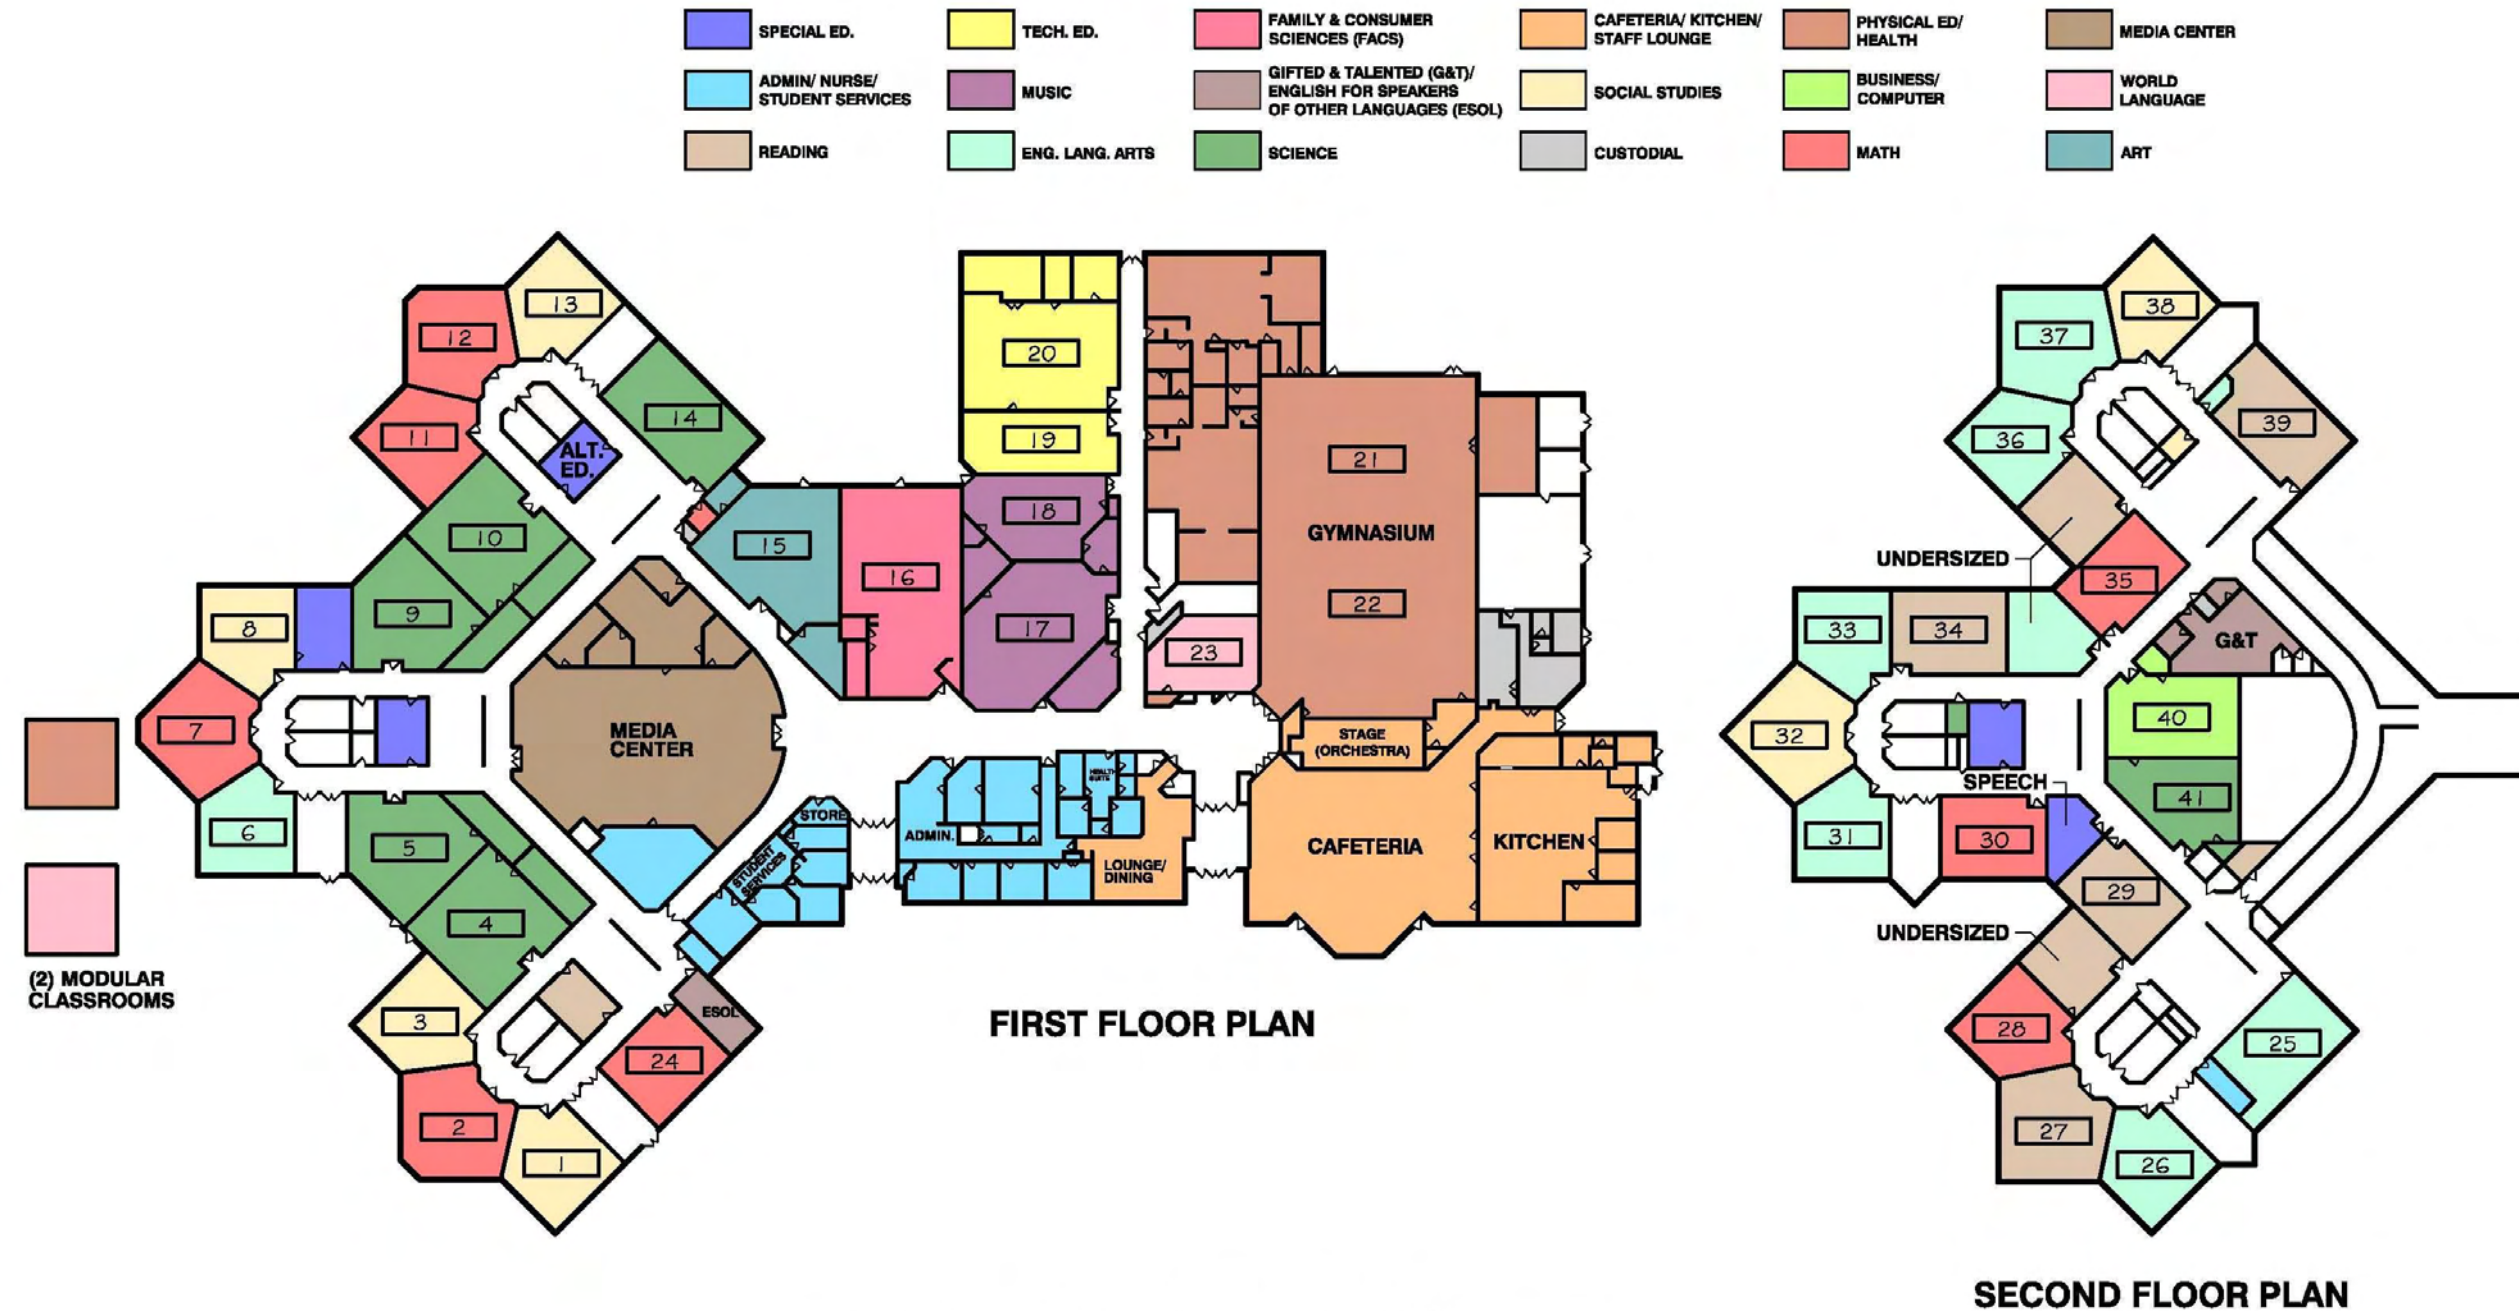 SPECIAL ED.
TECH. ED.
FAMILY & CONSUMER
SCIENCES (FACS)
CAFETERIA/ KITCHEN/
STAFF LOUNGE
PHYSICAL ED/
HEALTH
MEDIA CENTER
ADMIN/ NURSE/
STUDENT SERVICES
MUSIC
GIFTED & TALENTED (G&T)/
ENGLISH FOR SPEAKERS
OF OTHER LANGUAGES (ESOL)
SOCIAL STUDIES
BUSINESS/
COMPUTER
WORLD
LANGUAGE
READING
ENG. LANG. ARTS
SCIENCE
CUSTODIAL
MATH
ART
13
12
14
11
ALT.
ED.
10
9
8
7
6
5
4
3
2
1
24
ESOL
MEDIA
CENTER
15
16
20
19
18
17
21
GYMNASIUM
22
23
STAGE
(ORCHESTRA)
STORE
STUDENT
SERVICES
ADMIN.
HEALTH
SUITE
LOUNGE/
DINING
CAFETERIA
KITCHEN
(2) MODULAR
CLASSROOMS
FIRST FLOOR PLAN
38
37
39
36
UNDERSIZED
35
33
34
G&T
32
40
SPEECH
41
31
30
29
UNDERSIZED
28
25
27
26
SECOND FLOOR PLAN